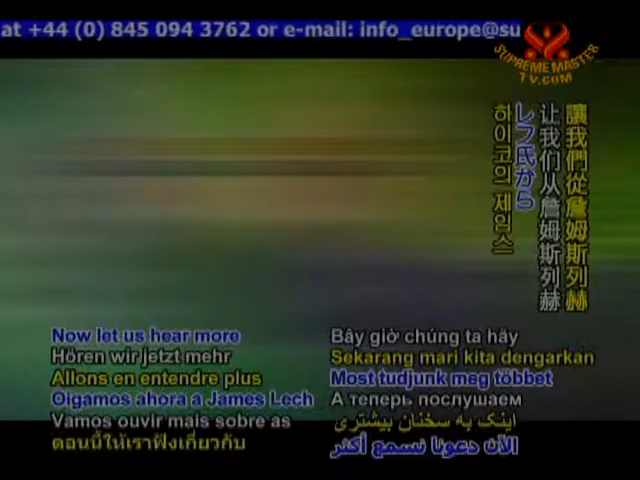 at +44 (0) 845 094 3762 or e-mail: info_europe@su
SUPREME MASTER
TV.COM
讓我們從詹姆斯列赫
让我们从詹姆斯列赫
レフ氏から
하이코의 제임스
Now let us hear more
Hören wir jetzt mehr
Allons en entendre plus
Oigamos ahora a James Lech
Vamos ouvir mais sobre as
ตอนนี้ให้เราฟังเกี่ยวกับ
Bây giờ chúng ta hãy
Sekarang mari kita dengarkan
Most tudjunk meg többet
А теперь послушаем
اینک به سخنان بیشتری
الآن دعونا نسمع أكثر